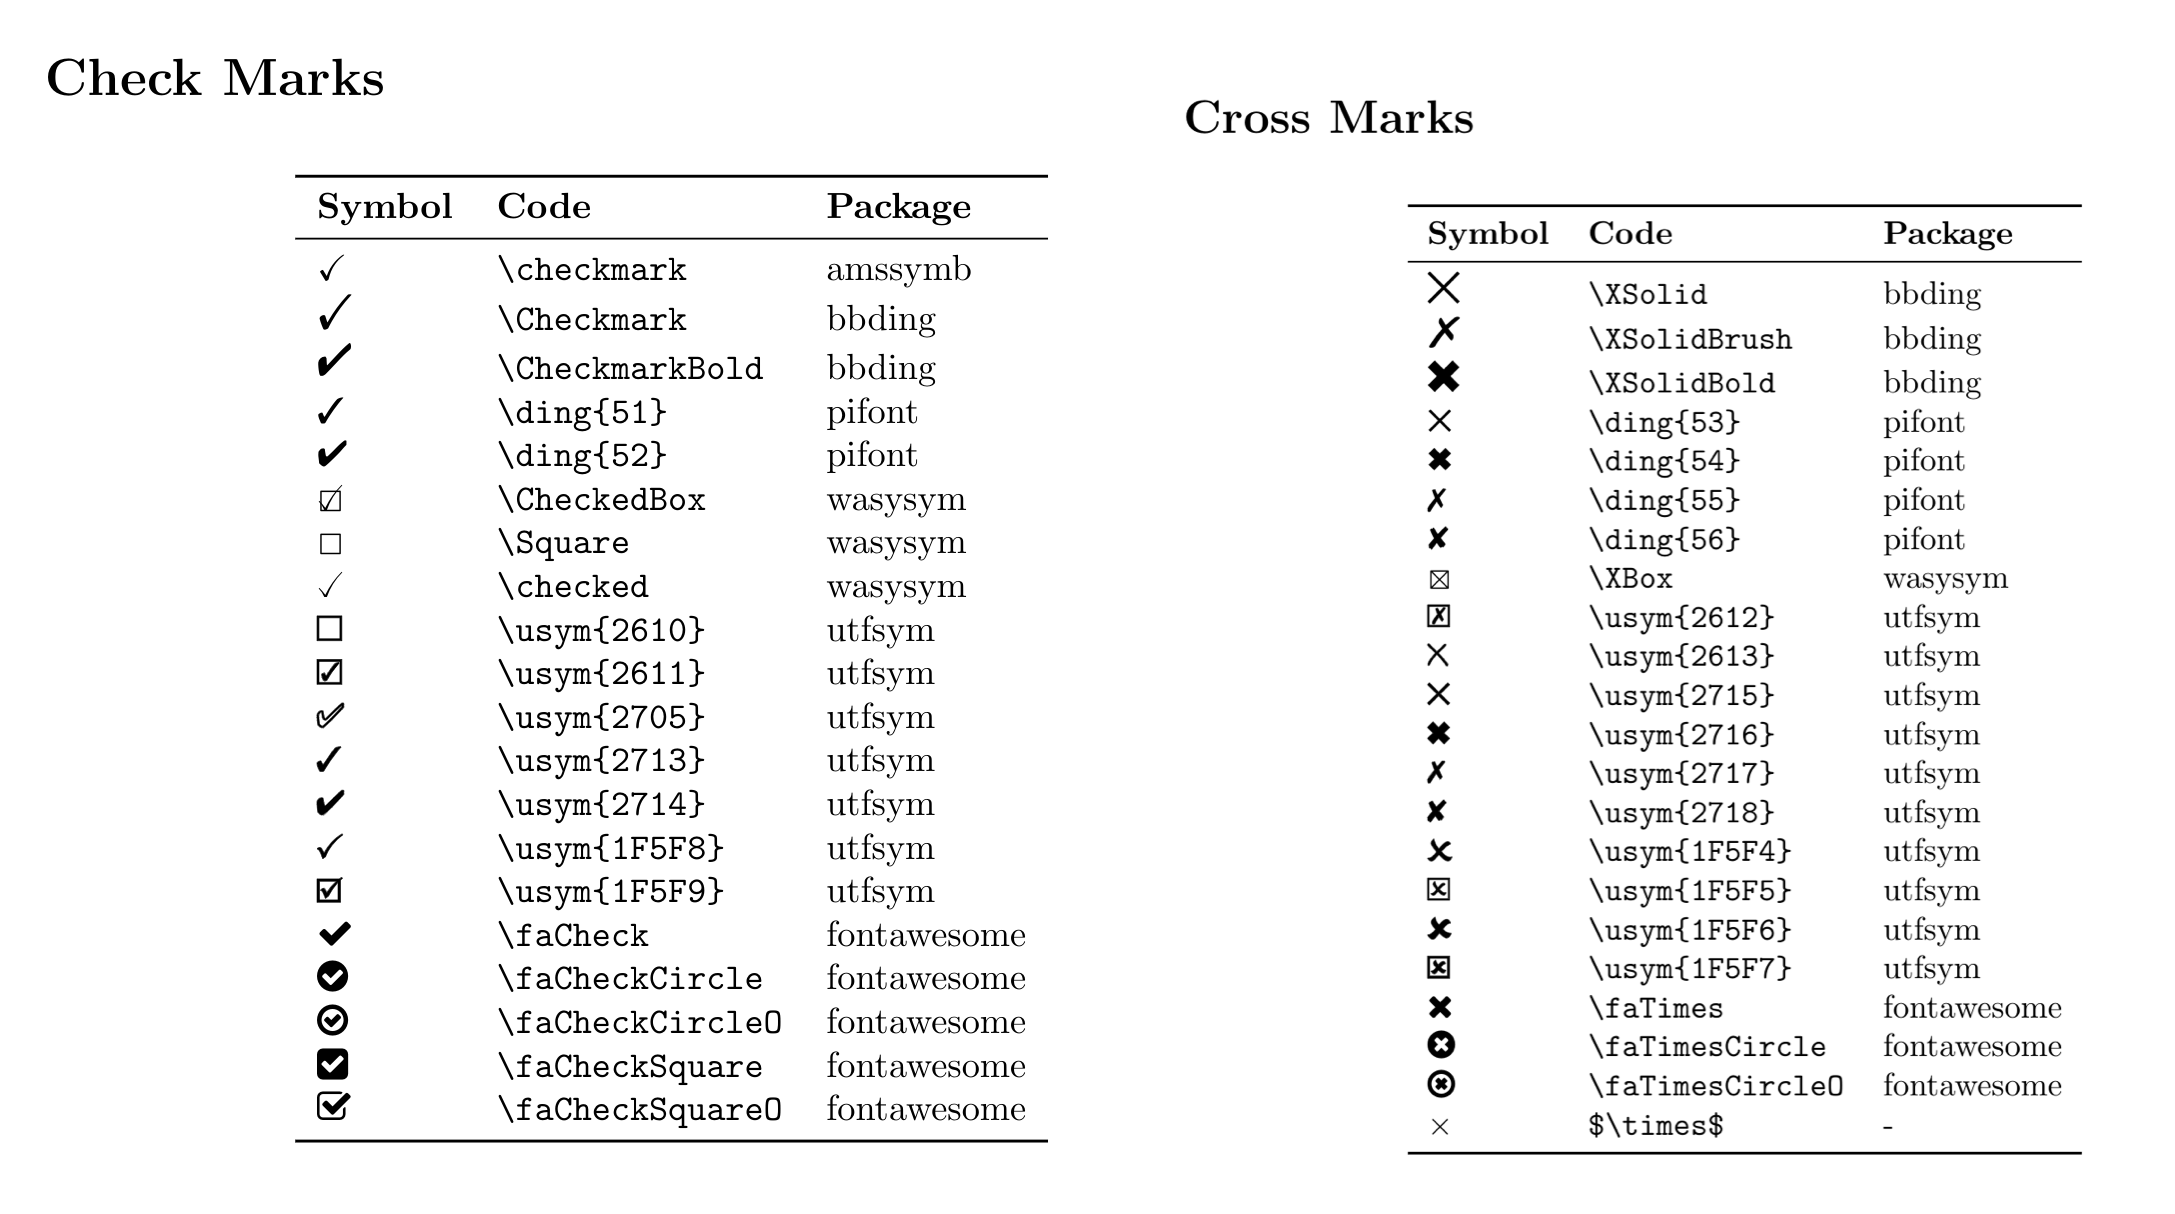 Check Marks
Symbol Code Package
✓ \checkmark amssymb
✓ \Checkmark bbding
✔ \CheckmarkBold bbding
✓ \ding{51} pifont
✔ \ding{52} pifont
☑ \CheckedBox wasysym
□ \Square wasysym
✓ \checked wasysym
☐ \usym{2610} utfsym
☑ \usym{2611} utfsym
✅ \usym{2705} utfsym
✓ \usym{2713} utfsym
✔ \usym{2714} utfsym
🗸 \usym{1F5F8} utfsym
🗹 \usym{1F5F9} utfsym
✔ \faCheck fontawesome
\faCheckCircle fontawesome
\faCheckCircleO fontawesome
\faCheckSquare fontawesome
\faCheckSquareO fontawesome
Cross Marks
Symbol Code Package
✕ \XSolid bbding
✗ \XSolidBrush bbding
✖ \XSolidBold bbding
✕ \ding{53} pifont
✖ \ding{54} pifont
✗ \ding{55} pifont
✘ \ding{56} pifont
☒ \XBox wasysym
☒ \usym{2612} utfsym
☓ \usym{2613} utfsym
✕ \usym{2715} utfsym
✖ \usym{2716} utfsym
✗ \usym{2717} utfsym
✘ \usym{2718} utfsym
🗴 \usym{1F5F4} utfsym
🗵 \usym{1F5F5} utfsym
🗶 \usym{1F5F6} utfsym
🗷 \usym{1F5F7} utfsym
✖ \faTimes fontawesome
\faTimesCircle fontawesome
\faTimesCircleO fontawesome
× $\times$ -